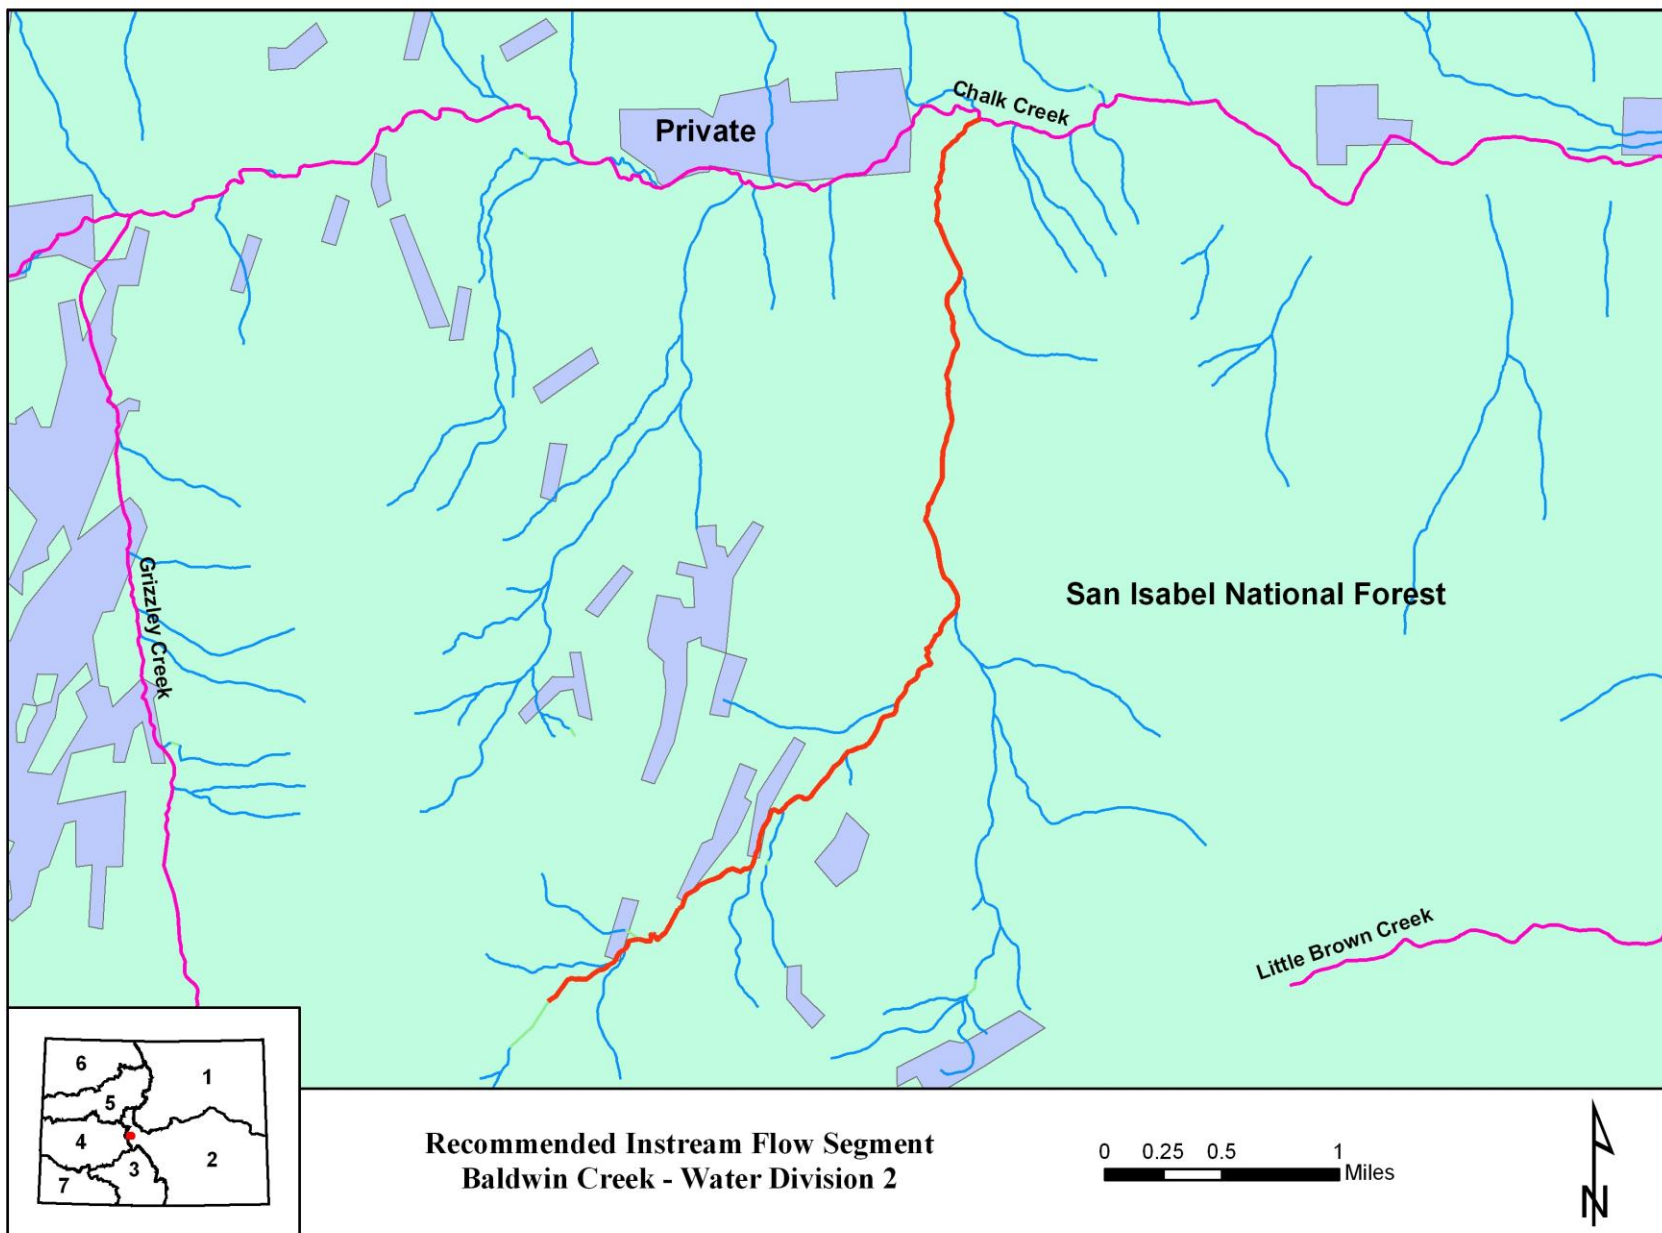 Chalk Creek
Private
Grizzley Creek
San Isabel National Forest
Little Brown Creek
6
1
5
4
2
3
7
Recommended Instream Flow Segment
Baldwin Creek - Water Division 2
0 0.25 0.5 1
Miles
N